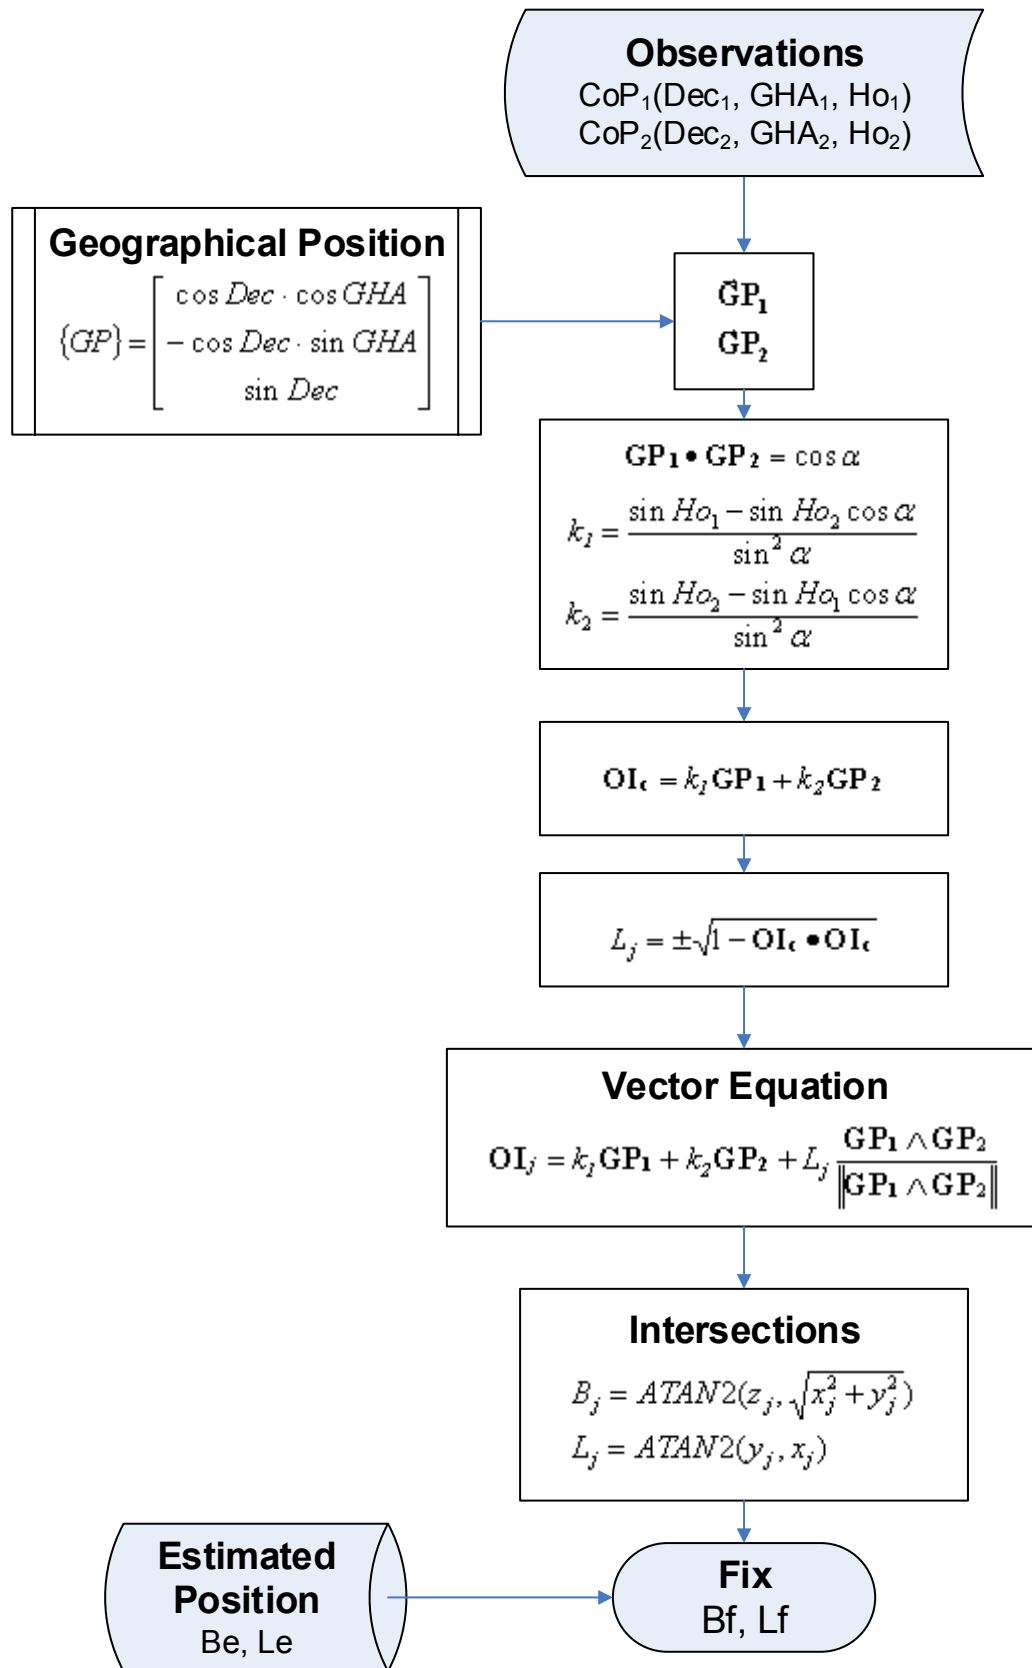 Observations
CoP₁(Dec₁, GHA₁, Ho₁)
CoP₂(Dec₂, GHA₂, Ho₂)
Geographical Position
{GP} = [cos Dec · cos GHA
− cos Dec · sin GHA
sin Dec]
GP₁
GP₂
GP₁ • GP₂ = cos α
k₁ = (sin Ho₁ − sin Ho₂ cos α) / sin² α
k₂ = (sin Ho₂ − sin Ho₁ cos α) / sin² α
OIc = k₁GP₁ + k₂GP₂
Lⱼ = ±√(1 − OIc • OIc)
Vector Equation
OIⱼ = k₁GP₁ + k₂GP₂ + Lⱼ (GP₁ ∧ GP₂) / ‖GP₁ ∧ GP₂‖
Intersections
Bⱼ = ATAN2(zⱼ, √(xⱼ² + yⱼ²))
Lⱼ = ATAN2(yⱼ, xⱼ)
Estimated
Position
Be, Le
Fix
Bf, Lf